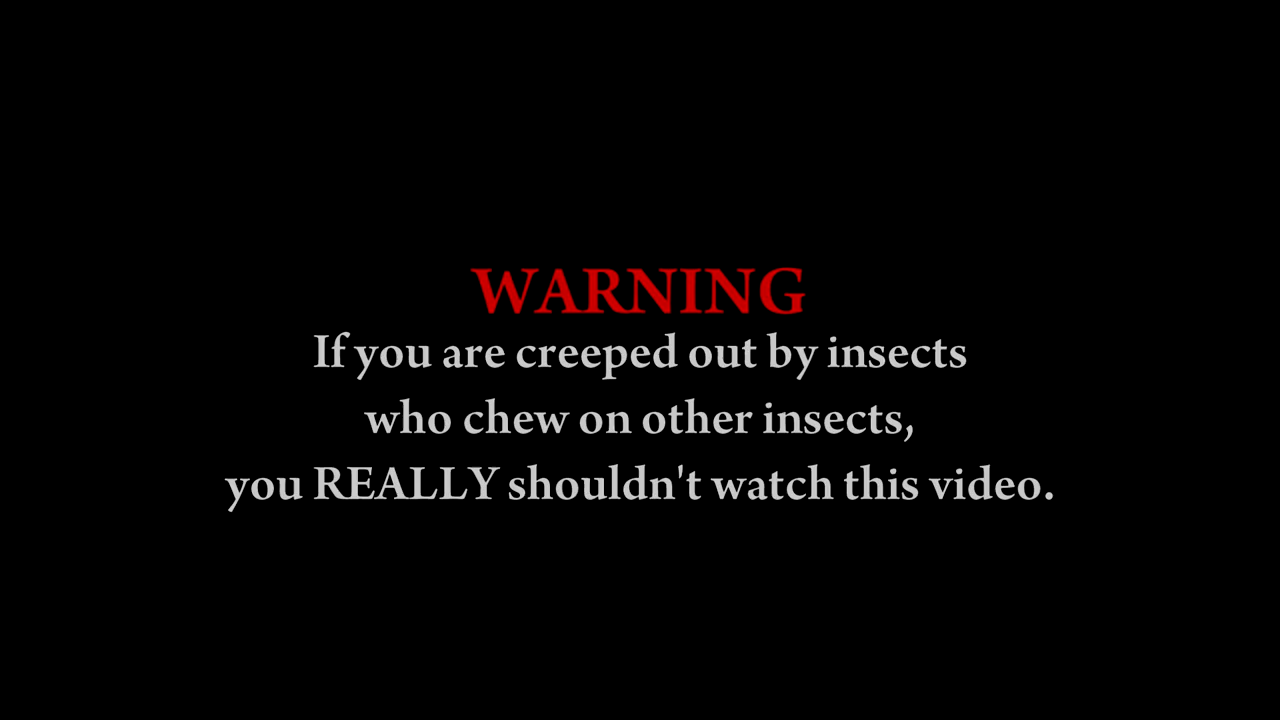 WARNING
If you are creeped out by insects
who chew on other insects,
you REALLY shouldn't watch this video.